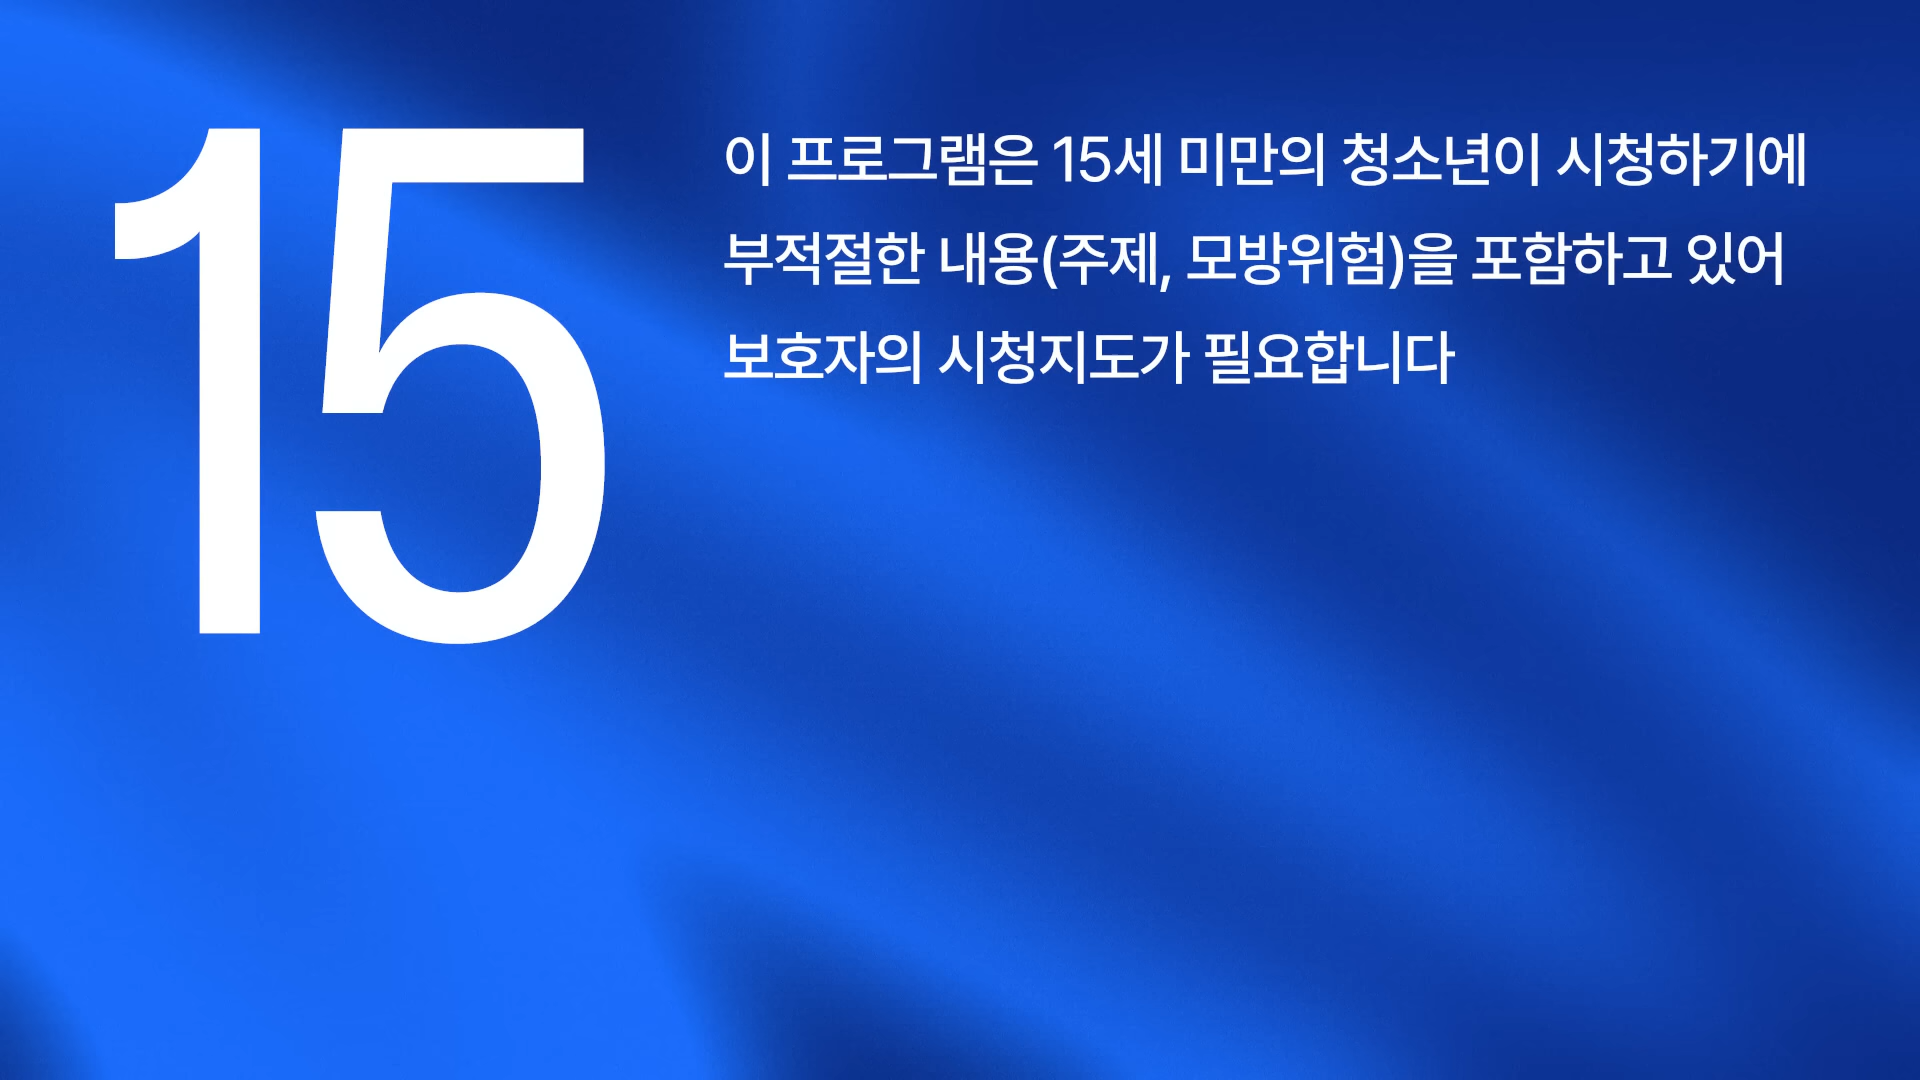 15
이 프로그램은 15세 미만의 청소년이 시청하기에
부적절한 내용(주제, 모방위험)을 포함하고 있어
보호자의 시청지도가 필요합니다